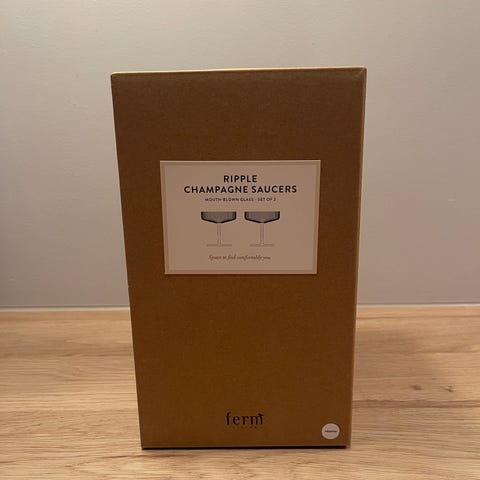 RIPPLE
CHAMPAGNE SAUCERS
MOUTH-BLOWN GLASS - SET OF 2
Space to feel comfortably you
ferm